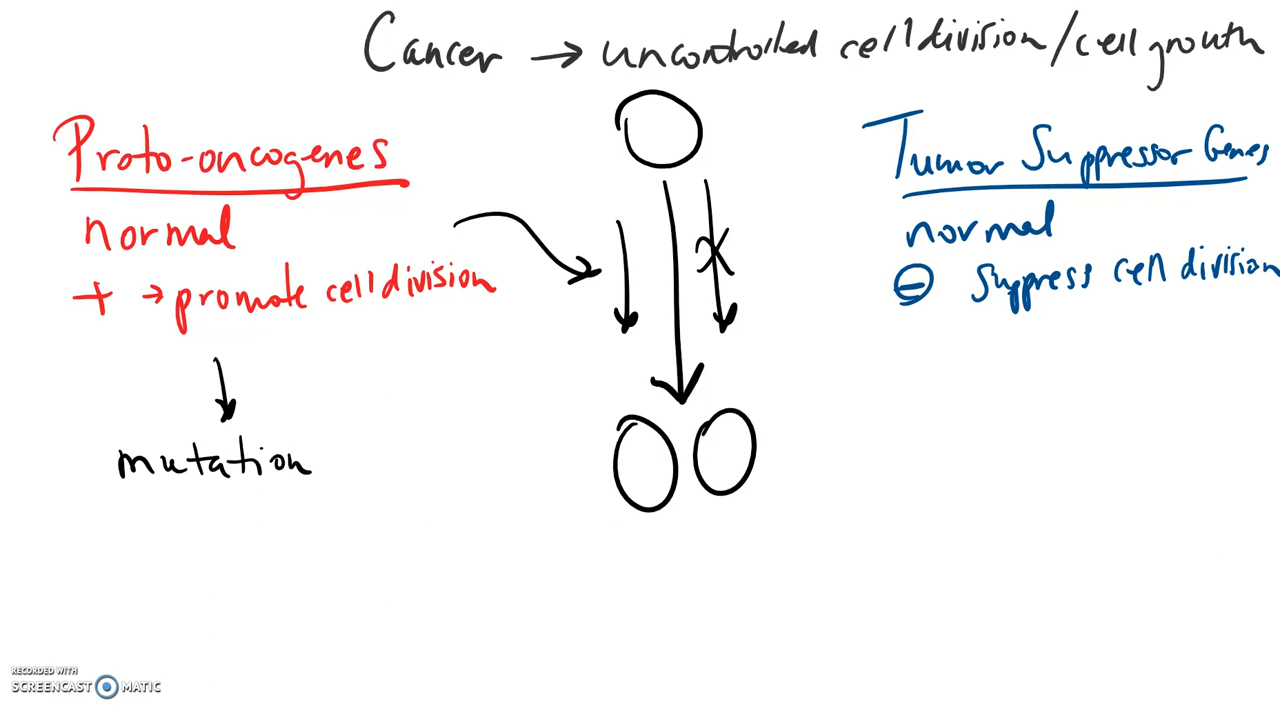 Cancer → uncontrolled cell division/cell growth
Proto-oncogenes
normal
+ → promote cell division
mutation
Tumor Suppressor Genes
normal
⊖ Suppress cell division
RECORDED WITH
SCREENCAST MATIC